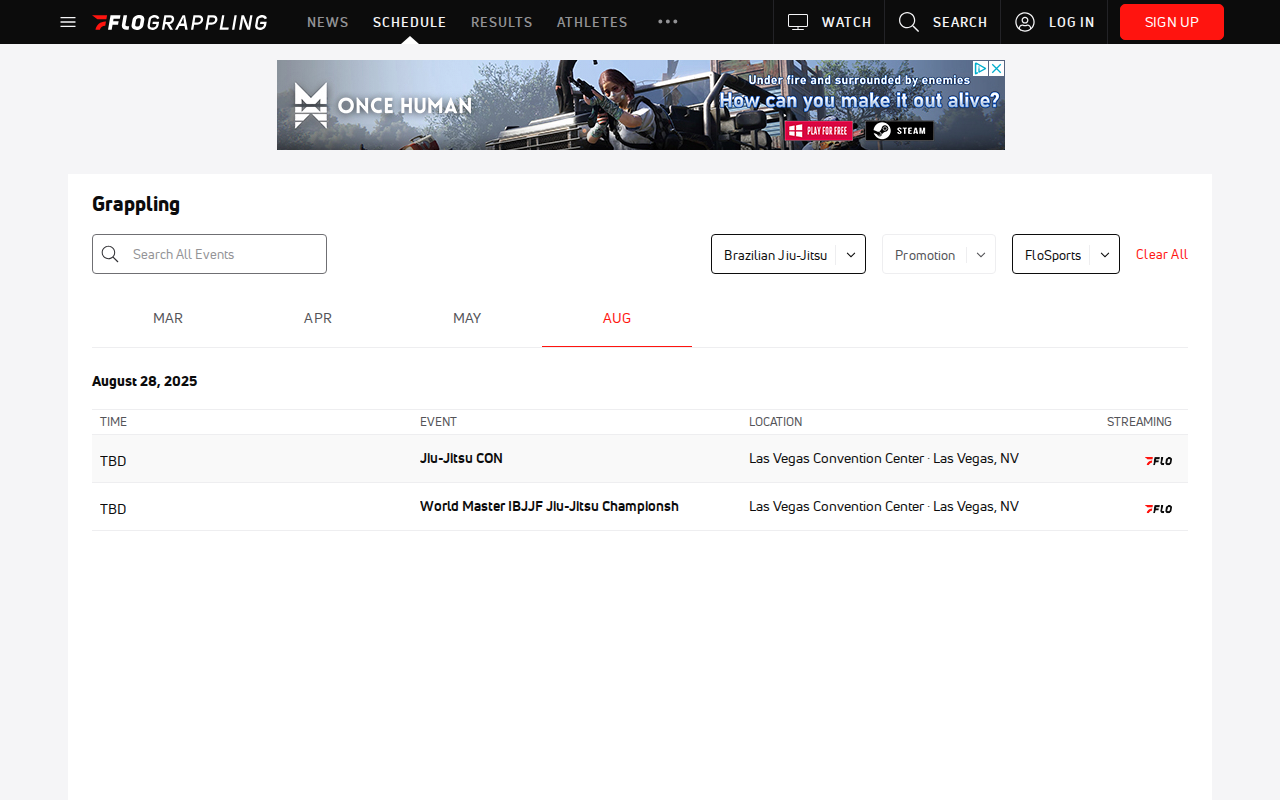 FLOGRAPPLING NEWS SCHEDULE RESULTS ATHLETES WATCH SEARCH LOG IN SIGN UP
ONCE HUMAN
Under fire and surrounded by enemies
How can you make it out alive?
PLAY FOR FREE STEAM
Grappling
Search All Events Brazilian Jiu-Jitsu Promotion FloSports Clear All
MAR APR MAY AUG
August 28, 2025
TIME EVENT LOCATION STREAMING
TBD Jiu-Jitsu CON Las Vegas Convention Center · Las Vegas, NV FLO
TBD World Master IBJJF Jiu-Jitsu Championsh Las Vegas Convention Center · Las Vegas, NV FLO